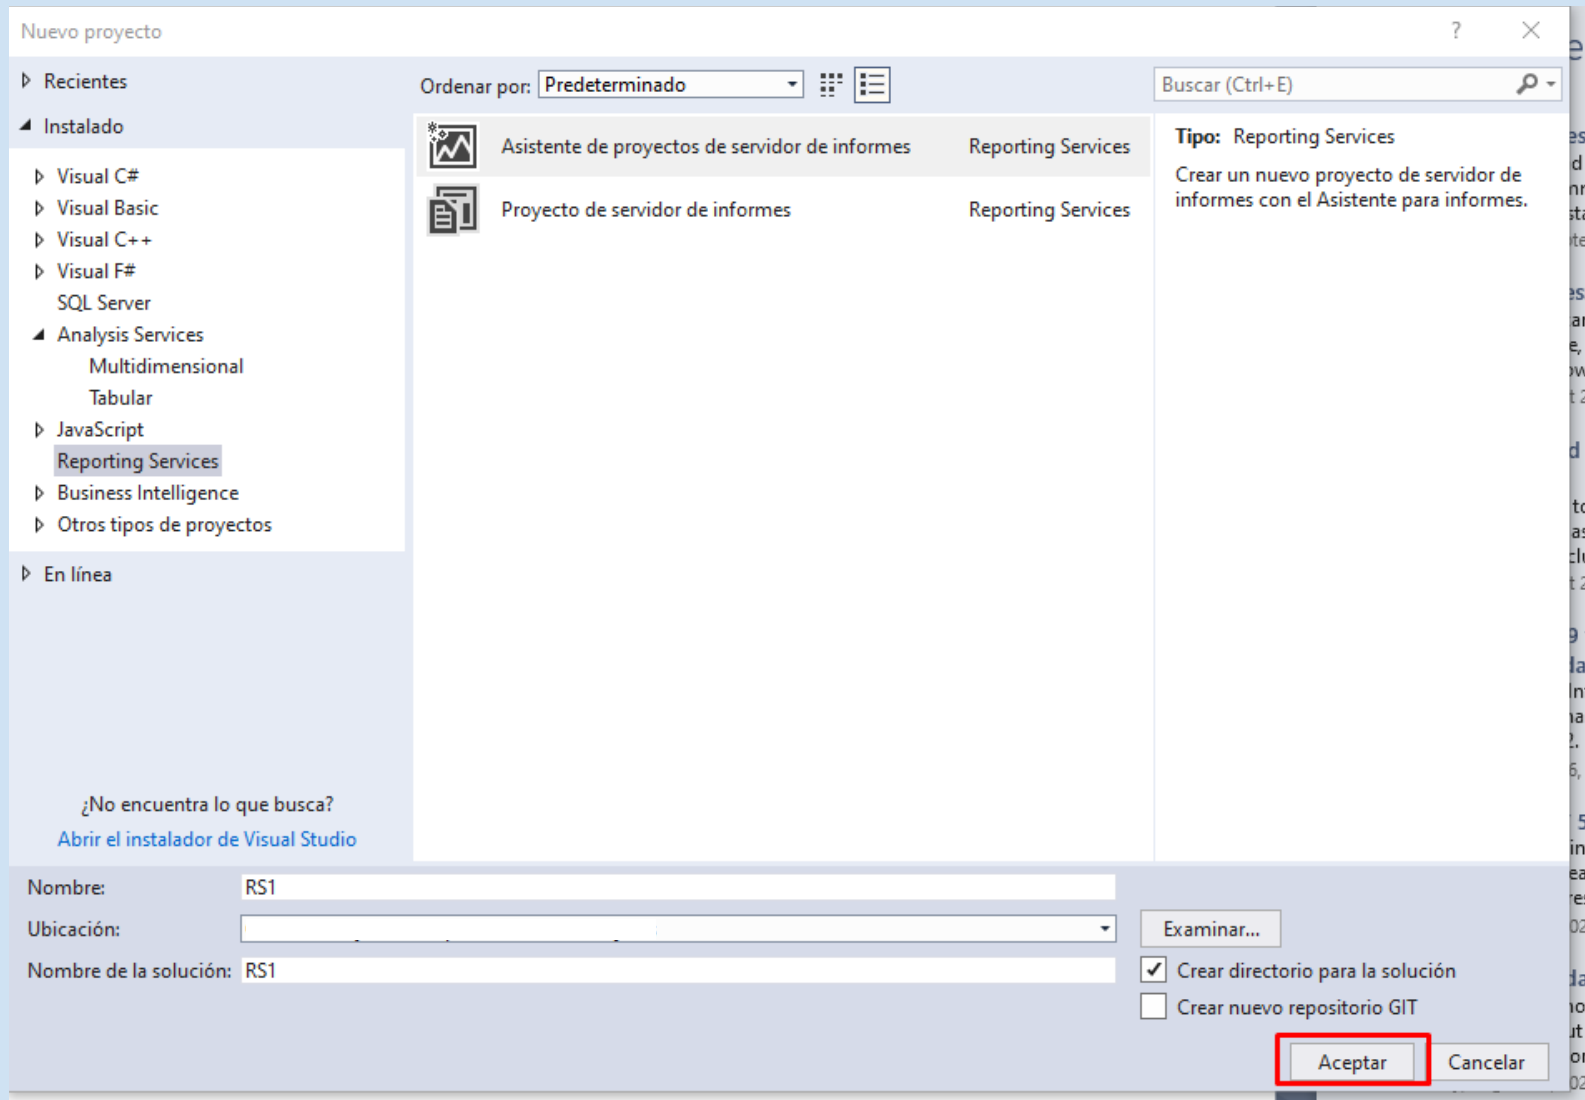 Nuevo proyecto
?
Recientes
Instalado
Visual C#
Visual Basic
Visual C++
Visual F#
SQL Server
Analysis Services
Multidimensional
Tabular
JavaScript
Reporting Services
Business Intelligence
Otros tipos de proyectos
En línea
¿No encuentra lo que busca?
Abrir el instalador de Visual Studio
Ordenar por: Predeterminado
Asistente de proyectos de servidor de informes Reporting Services
Proyecto de servidor de informes Reporting Services
Buscar (Ctrl+E)
Tipo: Reporting Services
Crear un nuevo proyecto de servidor de
informes con el Asistente para informes.
Nombre: RS1
Ubicación:
Examinar...
Nombre de la solución: RS1
Crear directorio para la solución
Crear nuevo repositorio GIT
Aceptar Cancelar